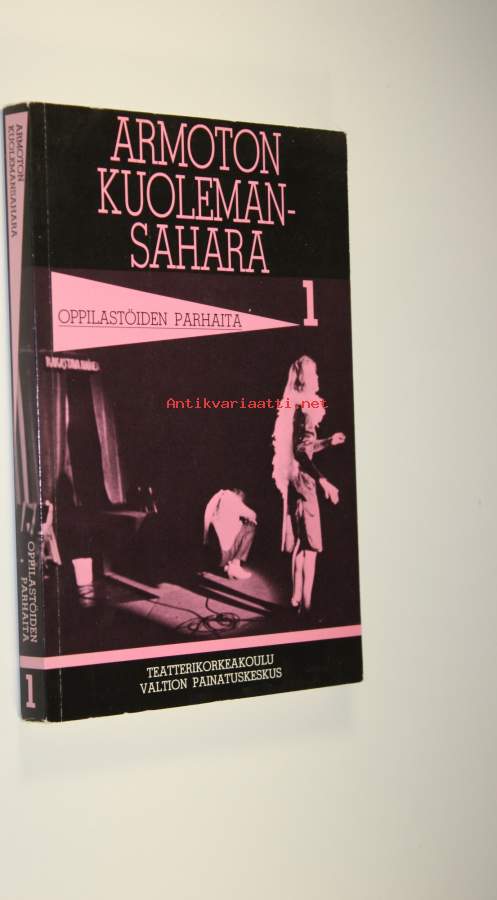 ARMOTON
KUOLEMAN-
SAHARA
1
OPPILASTÖIDEN PARHAITA
Antikvariaatti.net
TEATTERIKORKEAKOULU
VALTION PAINATUSKESKUS
ARMOTON
KUOLEMANSAHARA
OPPILASTÖIDEN
PARHAITA
1